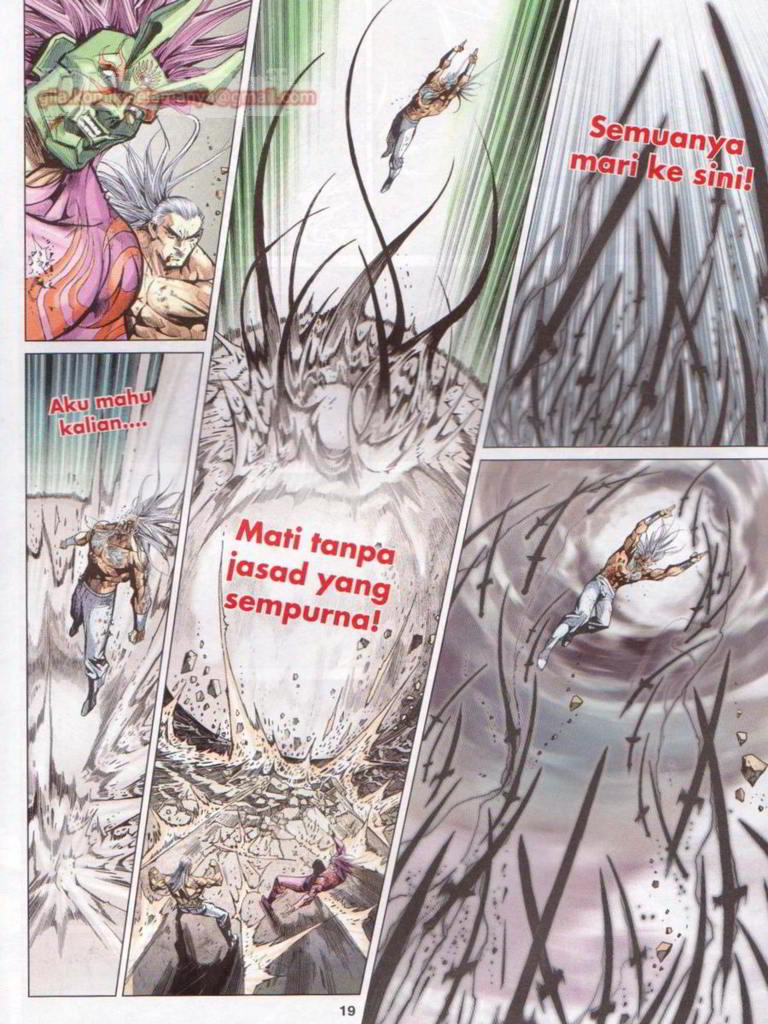 Aku mahu
kalian....
Mati tanpa
jasad yang
sempurna!
Semuanya
mari ke sini!
19